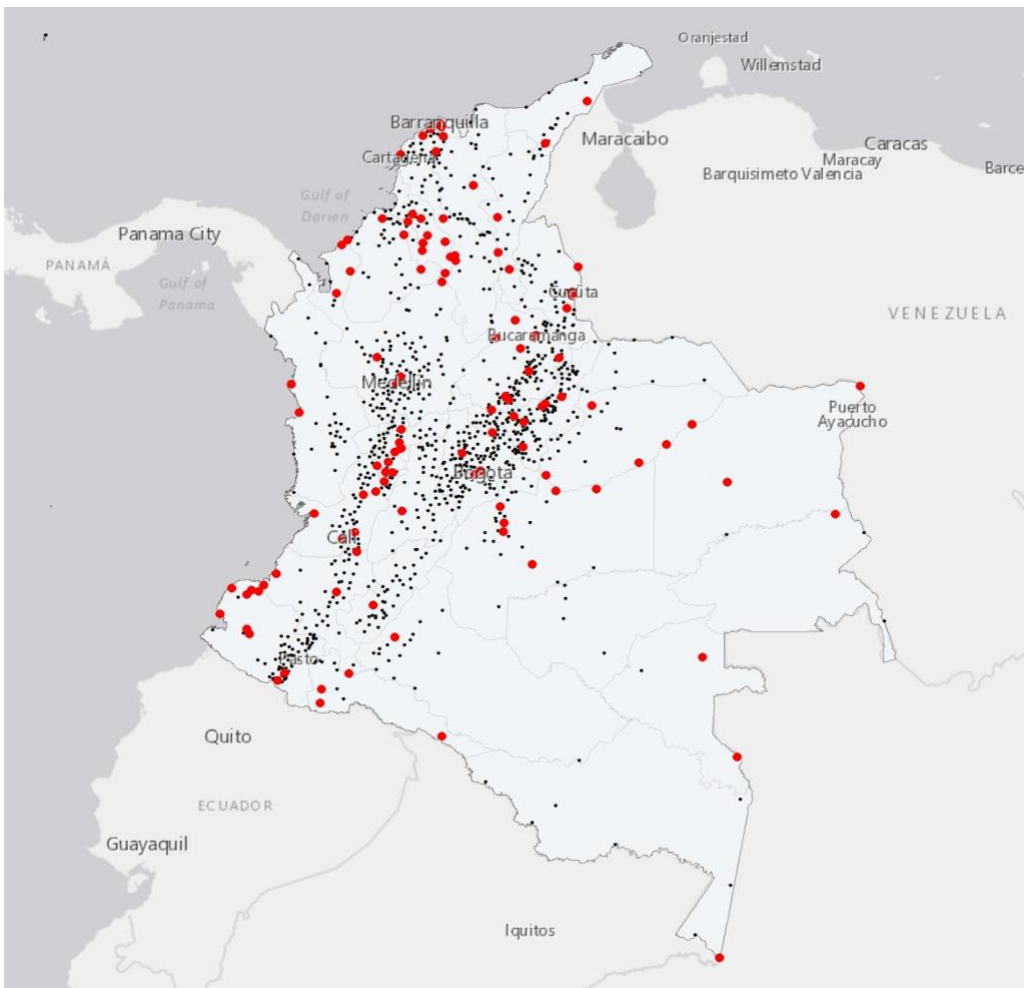 Oranjestad
Willemstad
Barranquilla
Maracaibo
Caracas
Cartagena
Maracay
Barquisimeto Valencia
Barce
Gulf of
Darien
Panama City
PANAMÁ
Gulf of
Panama
Cúcuta
VENEZUELA
Bucaramanga
Medellín
Puerto
Ayacucho
Bogota
Cali
Pasto
Quito
ECUADOR
Guayaquil
Iquitos